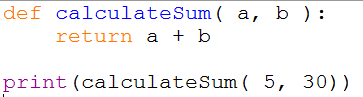 def calculateSum( a, b ):
    return a + b

print(calculateSum( 5, 30))